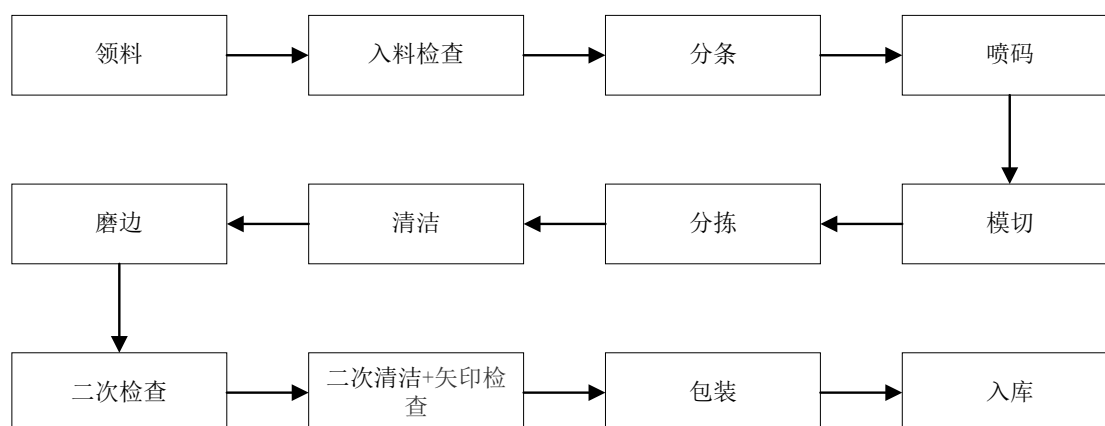 领料
入料检查
分条
喷码
磨边
清洁
分拣
模切
二次检查
二次清洁+矢印检
查
包装
入库